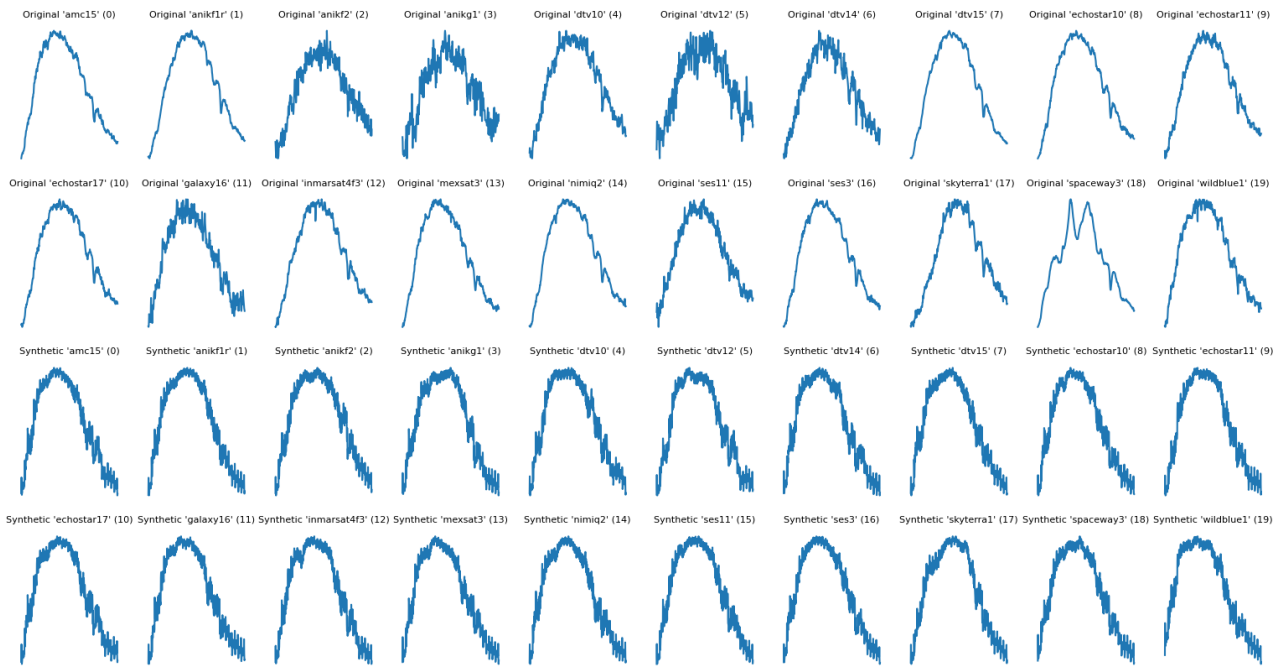 Original 'amc15' (0)
Original 'anikf1r' (1)
Original 'anikf2' (2)
Original 'anikg1' (3)
Original 'dtv10' (4)
Original 'dtv12' (5)
Original 'dtv14' (6)
Original 'dtv15' (7)
Original 'echostar10' (8)
Original 'echostar11' (9)
Original 'echostar17' (10)
Original 'galaxy16' (11)
Original 'inmarsat4f3' (12)
Original 'mexsat3' (13)
Original 'nimiq2' (14)
Original 'ses11' (15)
Original 'ses3' (16)
Original 'skyterra1' (17)
Original 'spaceway3' (18)
Original 'wildblue1' (19)
Synthetic 'amc15' (0)
Synthetic 'anikf1r' (1)
Synthetic 'anikf2' (2)
Synthetic 'anikg1' (3)
Synthetic 'dtv10' (4)
Synthetic 'dtv12' (5)
Synthetic 'dtv14' (6)
Synthetic 'dtv15' (7)
Synthetic 'echostar10' (8)
Synthetic 'echostar11' (9)
Synthetic 'echostar17' (10)
Synthetic 'galaxy16' (11)
Synthetic 'inmarsat4f3' (12)
Synthetic 'mexsat3' (13)
Synthetic 'nimiq2' (14)
Synthetic 'ses11' (15)
Synthetic 'ses3' (16)
Synthetic 'skyterra1' (17)
Synthetic 'spaceway3' (18)
Synthetic 'wildblue1' (19)